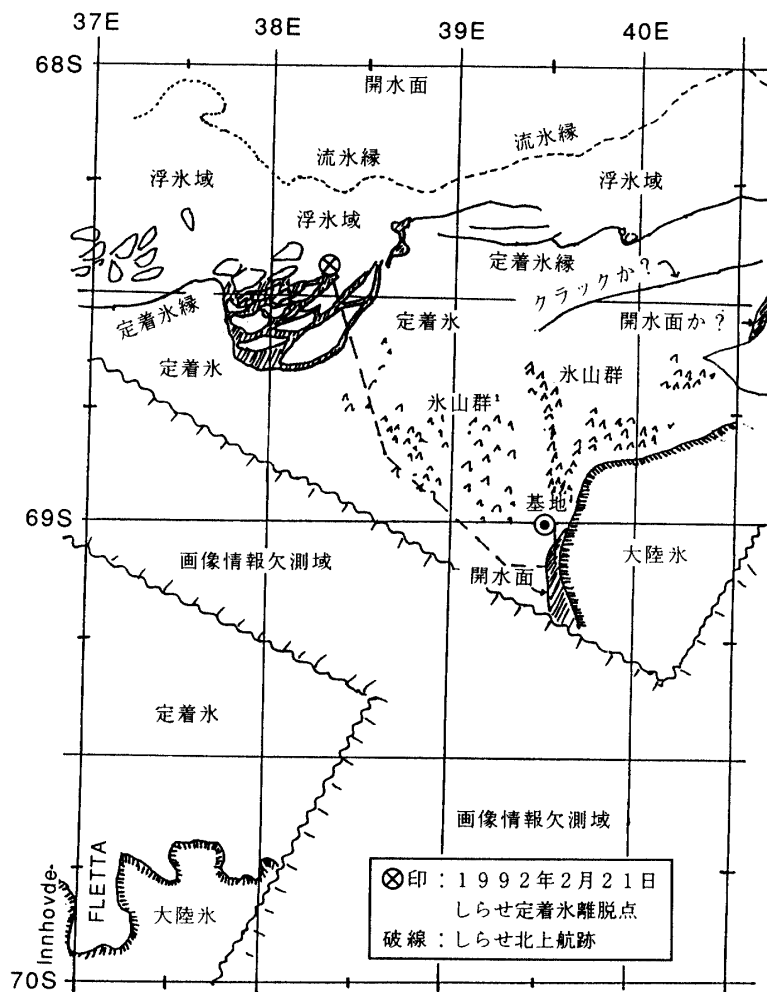 37E
38E
39E
40E
68S
開水面
流氷縁
流氷縁
浮氷域
浮氷域
浮氷域
定着氷縁
クラックか?
定着氷縁
定着氷
開水面か?
定着氷
氷山群
氷山群
基地
69S
画像情報欠測域
開水面
大陸氷
定着氷
画像情報欠測域
Innhovde-
FLETTA
大陸氷
⊗印:1992年2月21日
しらせ定着氷離脱点
破線:しらせ北上航跡
70S